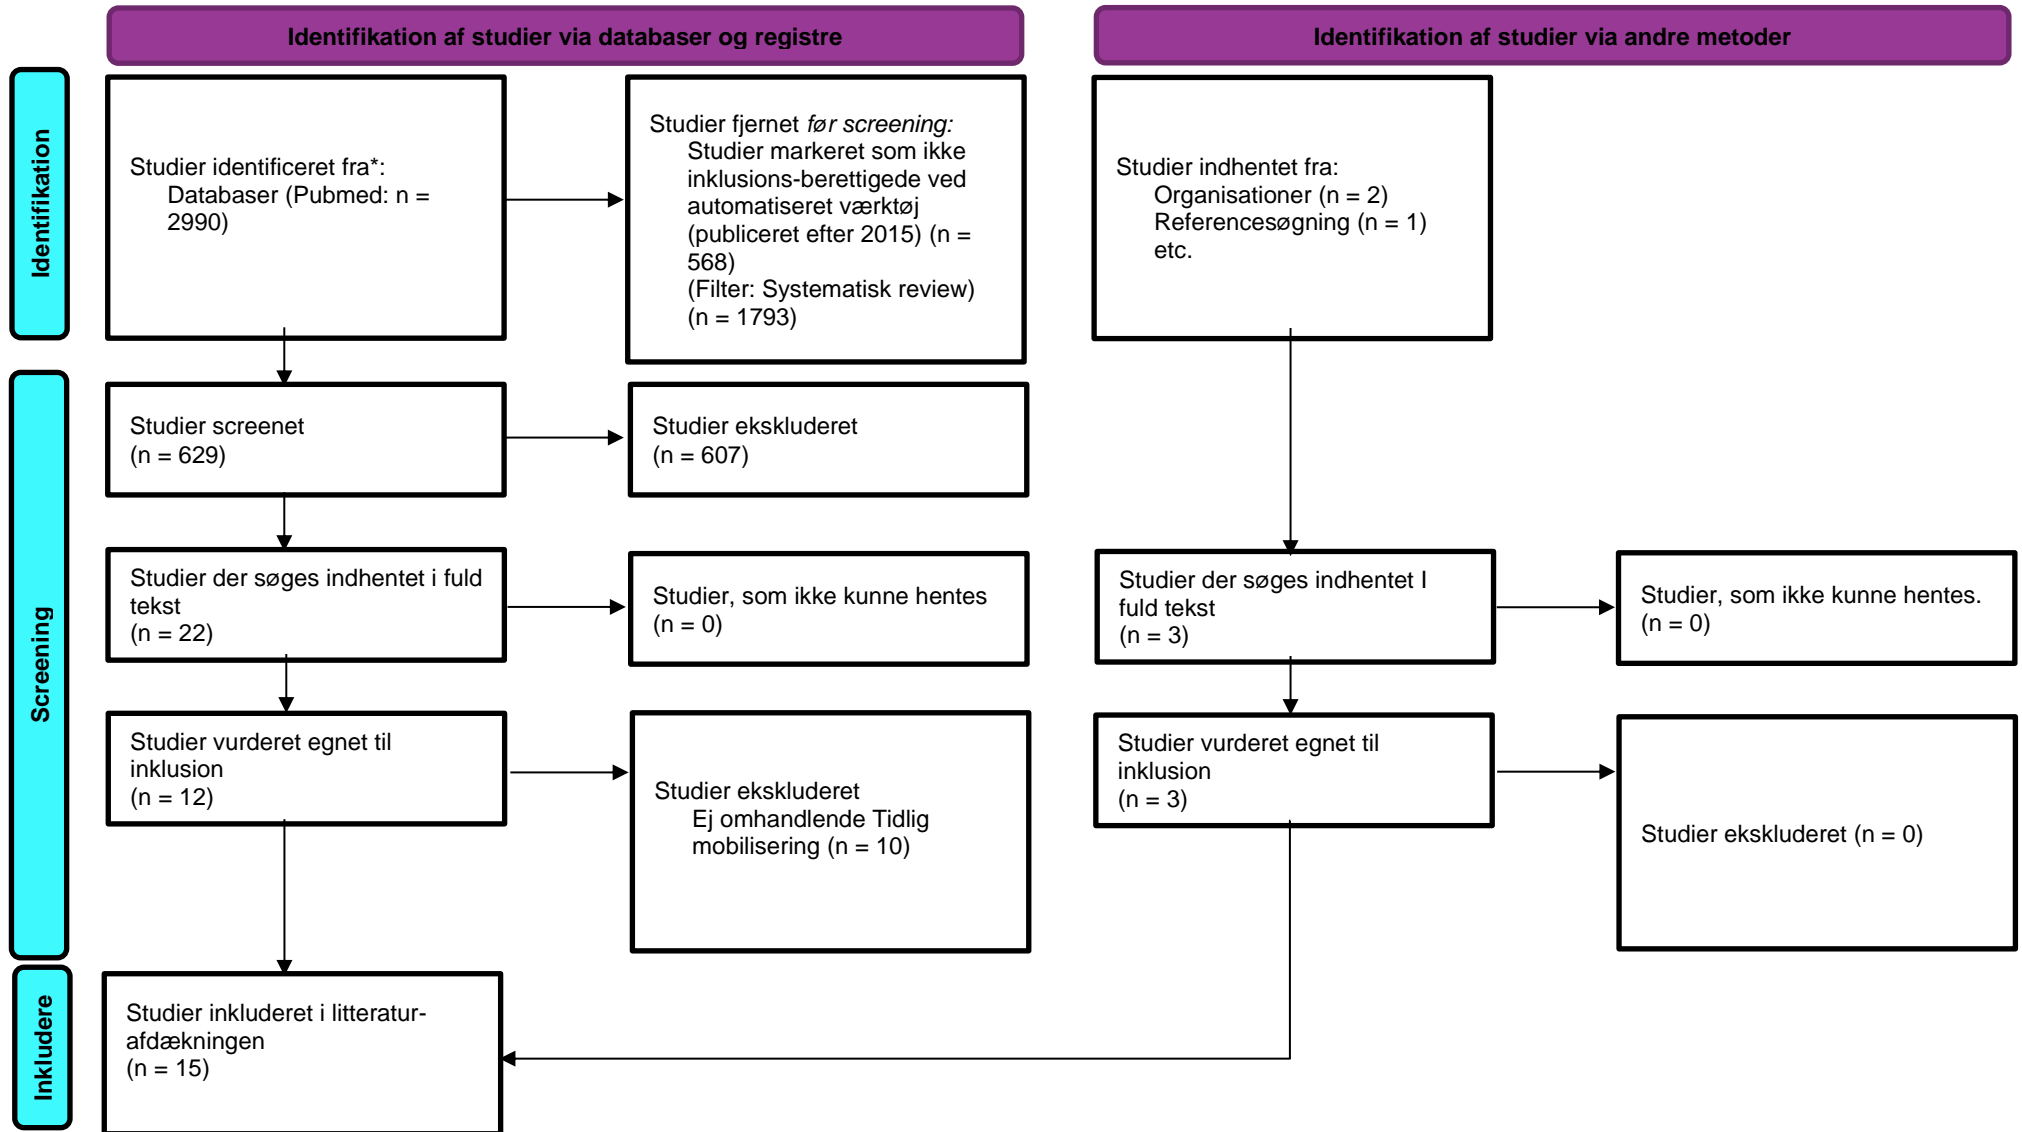 Identifikation af studier via databaser og registre
Identifikation af studier via andre metoder
Identifikation
Studier identificeret fra*:
Databaser (Pubmed: n =
2990)
Studier fjernet før screening:
Studier markeret som ikke
inklusions-berettigede ved
automatiseret værktøj
(publiceret efter 2015) (n =
568)
(Filter: Systematisk review)
(n = 1793)
Studier indhentet fra:
Organisationer (n = 2)
Referencesøgning (n = 1)
etc.
Screening
Studier screenet
(n = 629)
Studier ekskluderet
(n = 607)
Studier der søges indhentet i fuld
tekst
(n = 22)
Studier, som ikke kunne hentes
(n = 0)
Studier der søges indhentet I
fuld tekst
(n = 3)
Studier, som ikke kunne hentes.
(n = 0)
Studier vurderet egnet til
inklusion
(n = 12)
Studier ekskluderet
Ej omhandlende Tidlig
mobilisering (n = 10)
Studier vurderet egnet til
inklusion
(n = 3)
Studier ekskluderet (n = 0)
Inkludere
Studier inkluderet i litteratur-
afdækningen
(n = 15)